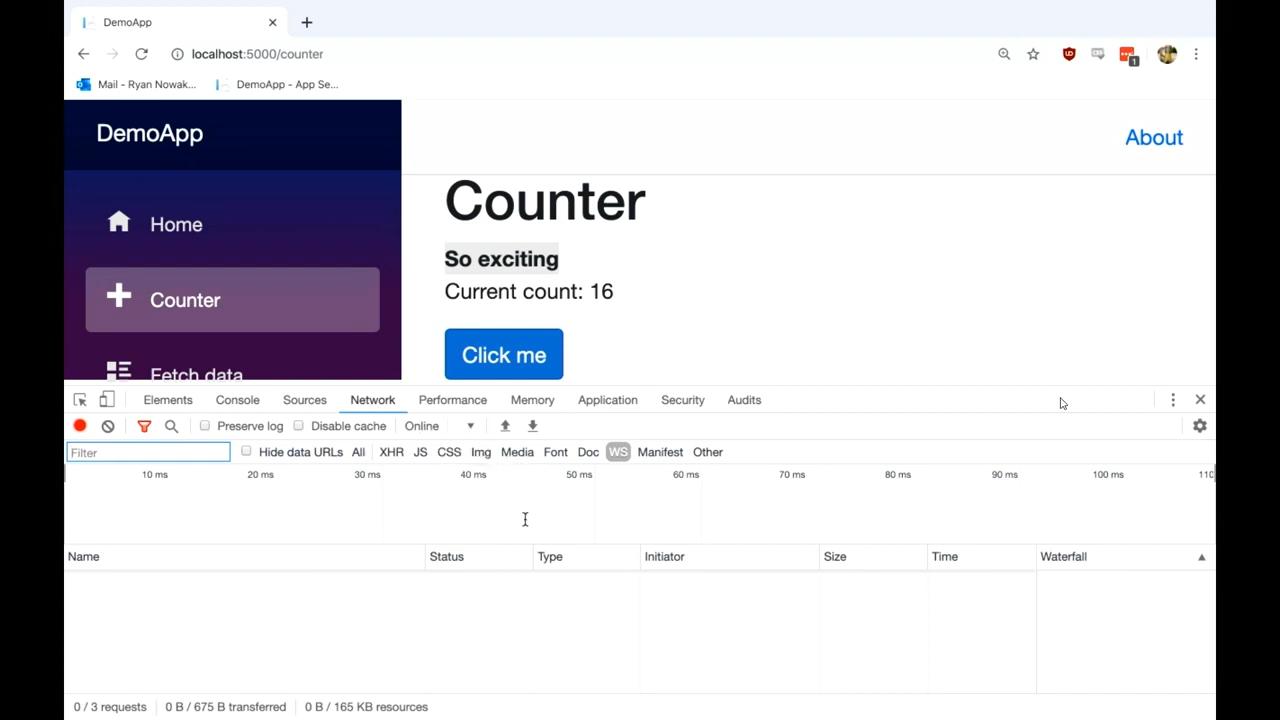 DemoApp
localhost:5000/counter
1
Mail - Ryan Nowak...
DemoApp - App Se...
DemoApp
About
Home
Counter
Fetch data
Counter
So exciting
Current count: 16
Click me
Elements Console Sources Network Performance Memory Application Security Audits
Preserve log Disable cache Online
Filter Hide data URLs All XHR JS CSS Img Media Font Doc WS Manifest Other
10 ms 20 ms 30 ms 40 ms 50 ms 60 ms 70 ms 80 ms 90 ms 100 ms 110
Name Status Type Initiator Size Time Waterfall
0 / 3 requests 0 B / 675 B transferred 0 B / 165 KB resources